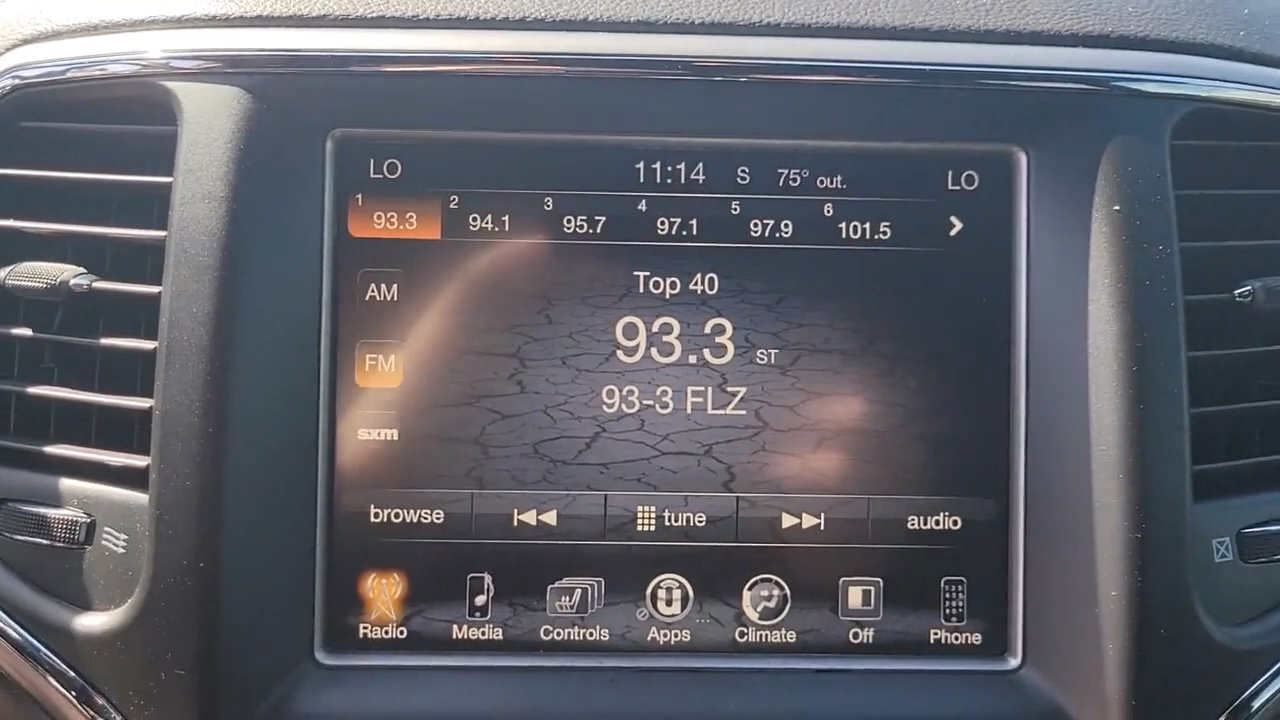 LO 11:14 S 75° out. LO
1 93.3 2 94.1 3 95.7 4 97.1 5 97.9 6 101.5
AM
Top 40
93.3 ST
FM
93-3 FLZ
sxm
browse tune audio
Radio Media Controls Apps ... Climate Off Phone